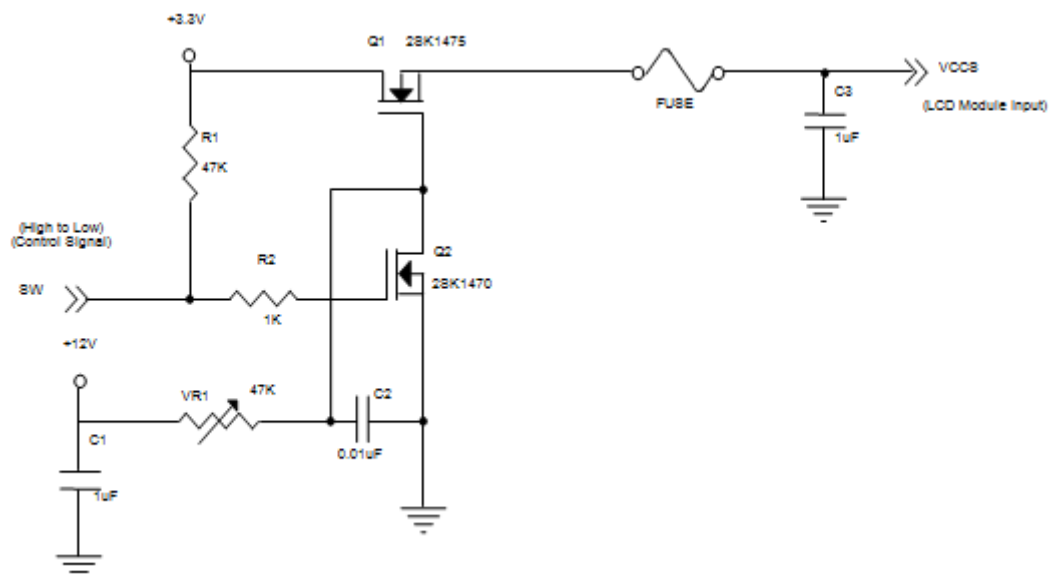 +3.3V
Q1 2SK1475
VCCS
FUSE
C3
(LCD Module Input)
1uF
R1
47K
(High to Low)
(Control Signal)
R2
Q2
SW
2SK1470
1K
+12V
VR1 47K
C2
C1
0.01uF
1uF